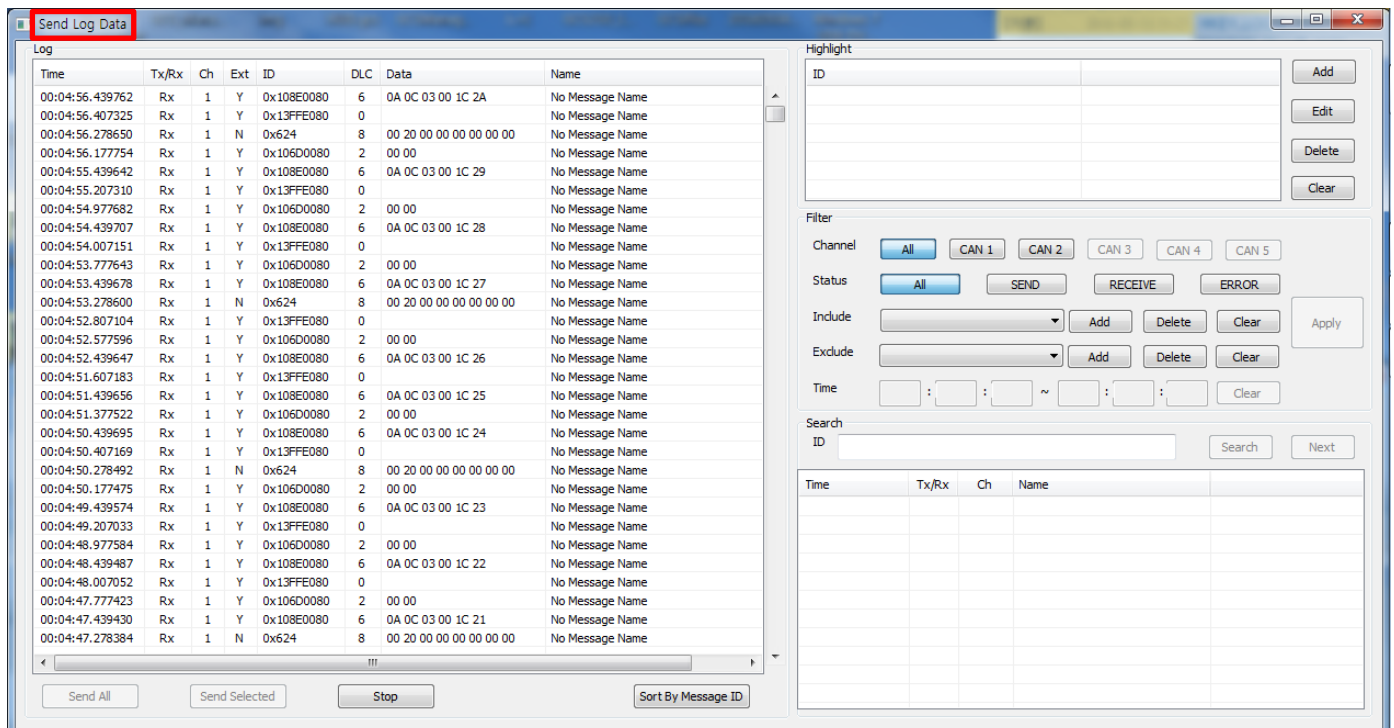 Send Log Data
Log
Time Tx/Rx Ch Ext ID DLC Data Name
00:04:56.439762 Rx 1 Y 0x108E0080 6 0A 0C 03 00 1C 2A No Message Name
00:04:56.407325 Rx 1 Y 0x13FFE080 0 No Message Name
00:04:56.278650 Rx 1 N 0x624 8 00 20 00 00 00 00 00 00 No Message Name
00:04:56.177754 Rx 1 Y 0x106D0080 2 00 00 No Message Name
00:04:55.439642 Rx 1 Y 0x108E0080 6 0A 0C 03 00 1C 29 No Message Name
00:04:55.207310 Rx 1 Y 0x13FFE080 0 No Message Name
00:04:54.977682 Rx 1 Y 0x106D0080 2 00 00 No Message Name
00:04:54.439707 Rx 1 Y 0x108E0080 6 0A 0C 03 00 1C 28 No Message Name
00:04:54.007151 Rx 1 Y 0x13FFE080 0 No Message Name
00:04:53.777643 Rx 1 Y 0x106D0080 2 00 00 No Message Name
00:04:53.439678 Rx 1 Y 0x108E0080 6 0A 0C 03 00 1C 27 No Message Name
00:04:53.278600 Rx 1 N 0x624 8 00 20 00 00 00 00 00 00 No Message Name
00:04:52.807104 Rx 1 Y 0x13FFE080 0 No Message Name
00:04:52.577596 Rx 1 Y 0x106D0080 2 00 00 No Message Name
00:04:52.439647 Rx 1 Y 0x108E0080 6 0A 0C 03 00 1C 26 No Message Name
00:04:51.607183 Rx 1 Y 0x13FFE080 0 No Message Name
00:04:51.439656 Rx 1 Y 0x108E0080 6 0A 0C 03 00 1C 25 No Message Name
00:04:51.377522 Rx 1 Y 0x106D0080 2 00 00 No Message Name
00:04:50.439695 Rx 1 Y 0x108E0080 6 0A 0C 03 00 1C 24 No Message Name
00:04:50.407169 Rx 1 Y 0x13FFE080 0 No Message Name
00:04:50.278492 Rx 1 N 0x624 8 00 20 00 00 00 00 00 00 No Message Name
00:04:50.177475 Rx 1 Y 0x106D0080 2 00 00 No Message Name
00:04:49.439574 Rx 1 Y 0x108E0080 6 0A 0C 03 00 1C 23 No Message Name
00:04:49.207033 Rx 1 Y 0x13FFE080 0 No Message Name
00:04:48.977584 Rx 1 Y 0x106D0080 2 00 00 No Message Name
00:04:48.439487 Rx 1 Y 0x108E0080 6 0A 0C 03 00 1C 22 No Message Name
00:04:48.007052 Rx 1 Y 0x13FFE080 0 No Message Name
00:04:47.777423 Rx 1 Y 0x106D0080 2 00 00 No Message Name
00:04:47.439430 Rx 1 Y 0x108E0080 6 0A 0C 03 00 1C 21 No Message Name
00:04:47.278384 Rx 1 N 0x624 8 00 20 00 00 00 00 00 00 No Message Name
Send All Send Selected Stop Sort By Message ID
Highlight
ID
Add
Edit
Delete
Clear
Filter
Channel All CAN 1 CAN 2 CAN 3 CAN 4 CAN 5
Status All SEND RECEIVE ERROR
Include Add Delete Clear
Apply
Exclude Add Delete Clear
Time : : ~ : : Clear
Search
ID Search Next
Time Tx/Rx Ch Name